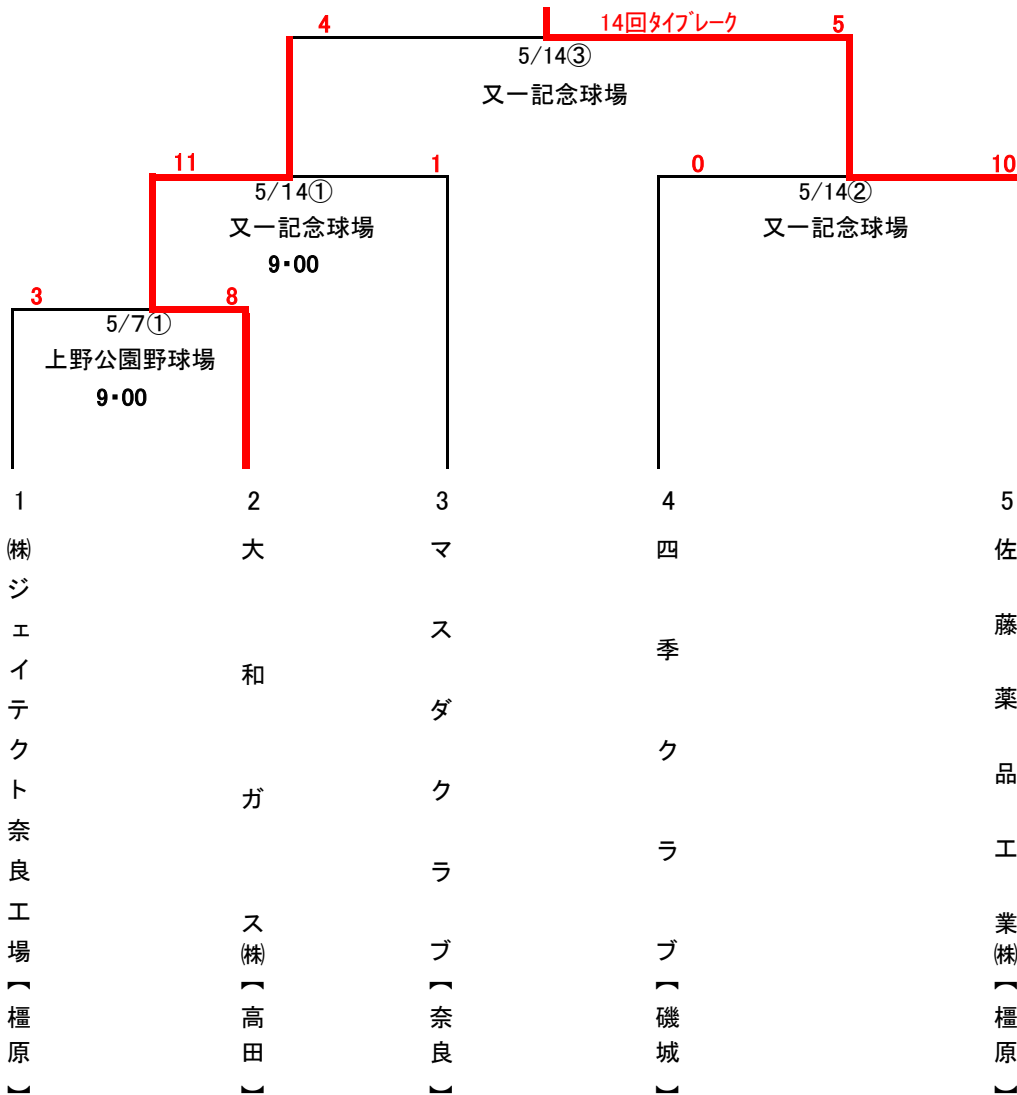 4
14回タイブレーク
5
5/14③
又一記念球場
11
1
0
10
5/14①
又一記念球場
9・00
5/14②
又一記念球場
3
8
5/7①
上野公園野球場
9・00
1
㈱ジェイテクト奈良工場【橿原】
2
大和ガス㈱【高田】
3
マスダクラブ【奈良】
4
四季クラブ【磯城】
5
佐藤薬品工業㈱【橿原】